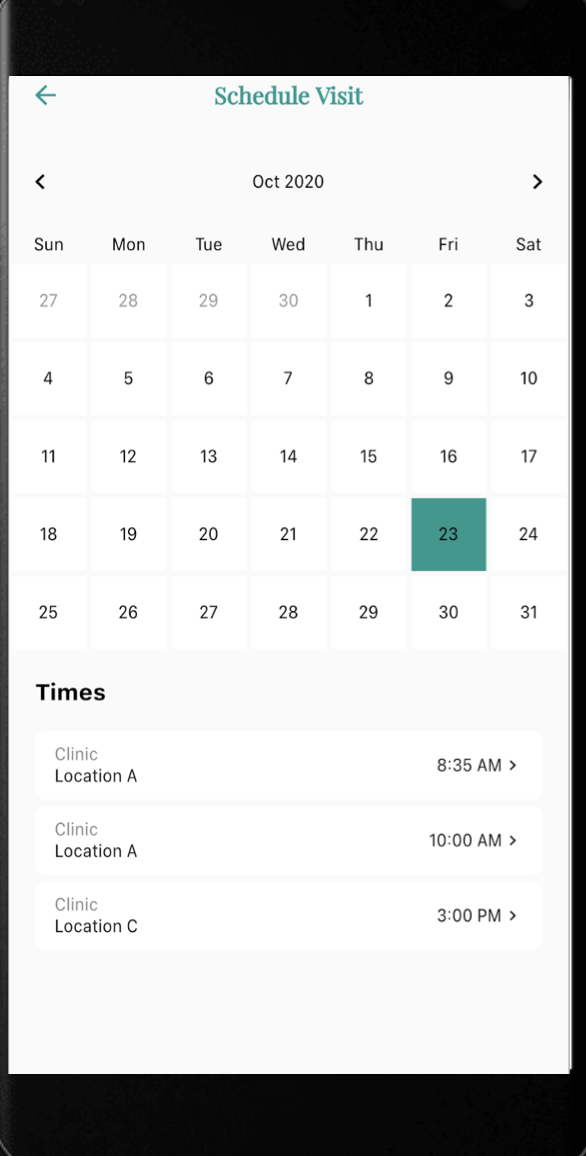 Schedule Visit
Oct 2020
Sun Mon Tue Wed Thu Fri Sat
27 28 29 30 1 2 3
4 5 6 7 8 9 10
11 12 13 14 15 16 17
18 19 20 21 22 23 24
25 26 27 28 29 30 31
Times
Clinic
Location A
8:35 AM
Clinic
Location A
10:00 AM
Clinic
Location C
3:00 PM